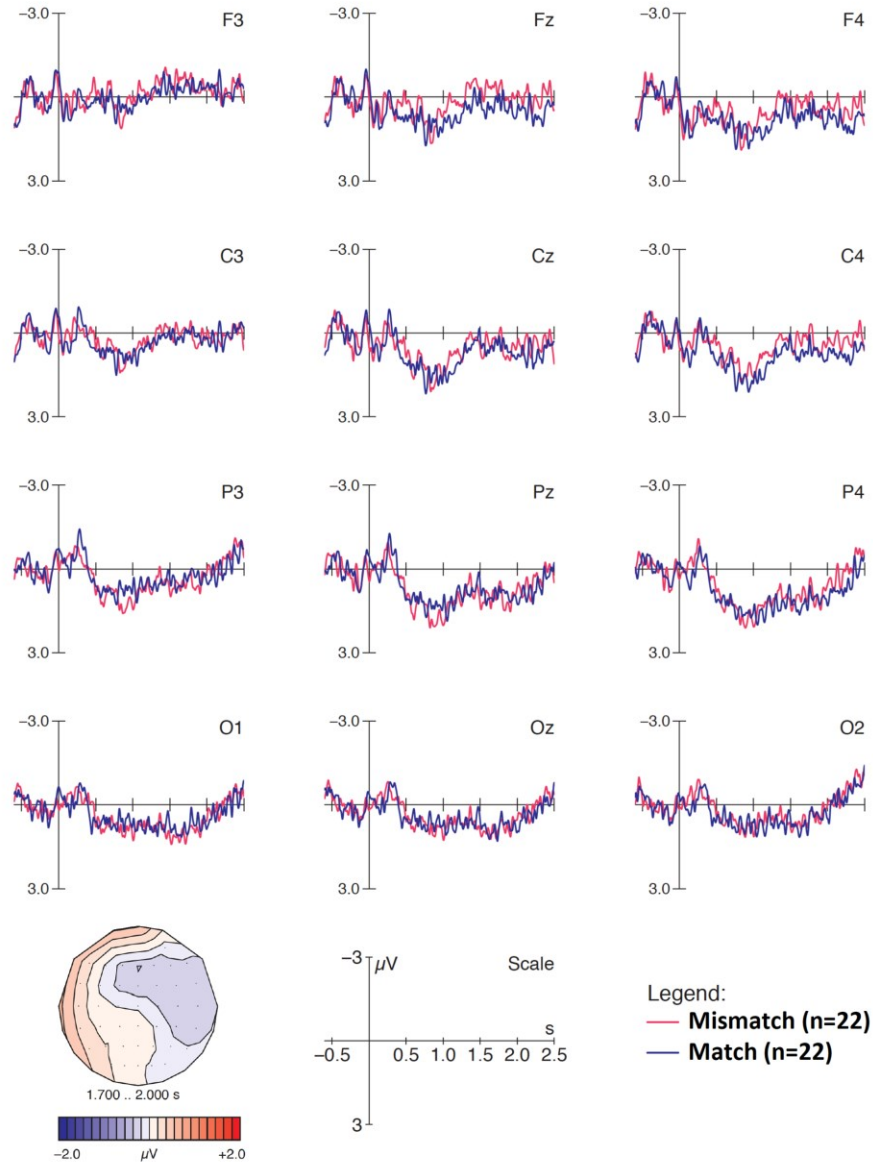 −3.0 F3
3.0
−3.0 Fz
3.0
−3.0 F4
3.0
−3.0 C3
3.0
−3.0 Cz
3.0
−3.0 C4
3.0
−3.0 P3
3.0
−3.0 Pz
3.0
−3.0 P4
3.0
−3.0 O1
3.0
−3.0 Oz
3.0
−3.0 O2
3.0
1.700 .. 2.000 s
−2.0 µV +2.0
−3 µV Scale
s
−0.5 0.5 1.0 1.5 2.0 2.5
3
Legend:
Mismatch (n=22)
Match (n=22)